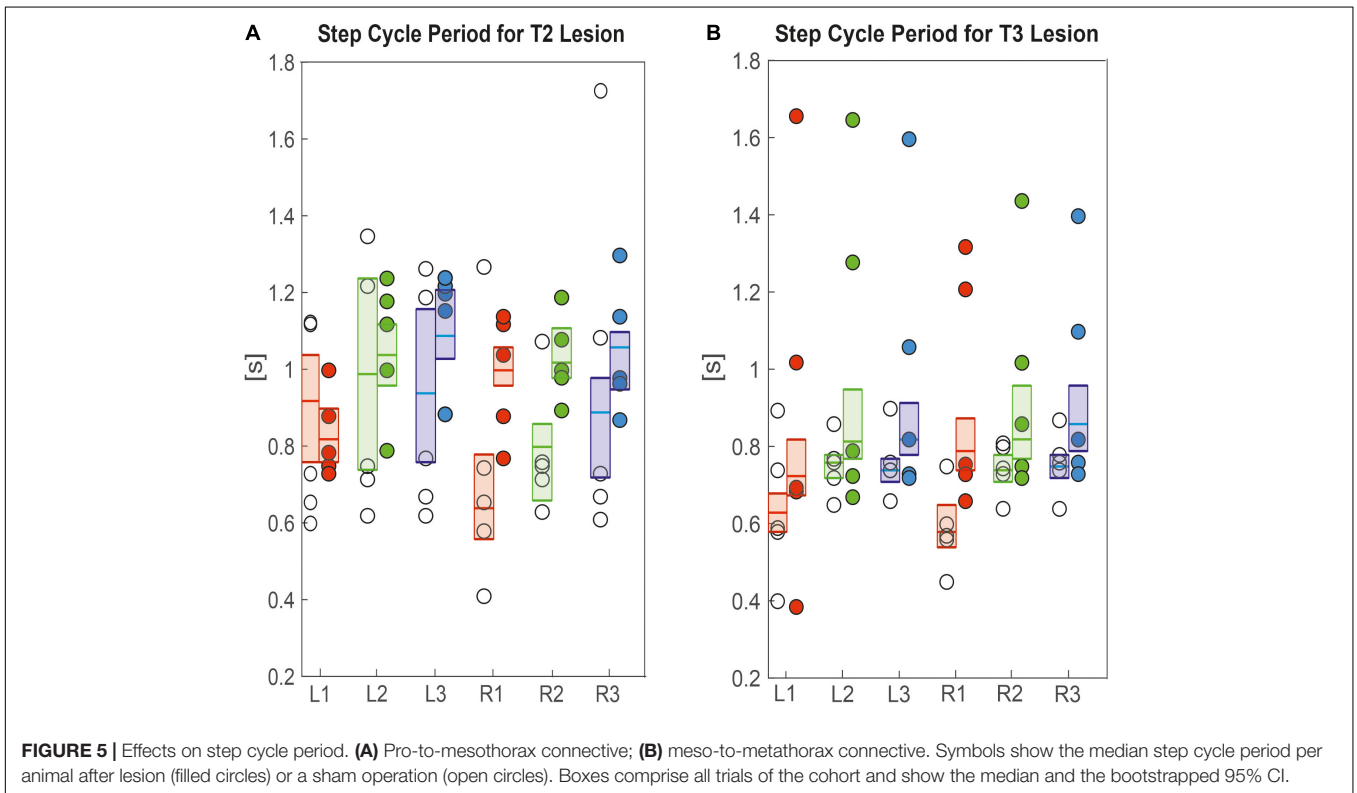 A Step Cycle Period for T2 Lesion
B Step Cycle Period for T3 Lesion
[s]
1.8
1.6
1.4
1.2
1
0.8
0.6
0.4
0.2
L1 L2 L3 R1 R2 R3
[s]
1.8
1.6
1.4
1.2
1
0.8
0.6
0.4
0.2
L1 L2 L3 R1 R2 R3
FIGURE 5 | Effects on step cycle period. (A) Pro-to-mesothorax connective; (B) meso-to-metathorax connective. Symbols show the median step cycle period per
animal after lesion (filled circles) or a sham operation (open circles). Boxes comprise all trials of the cohort and show the median and the bootstrapped 95% CI.